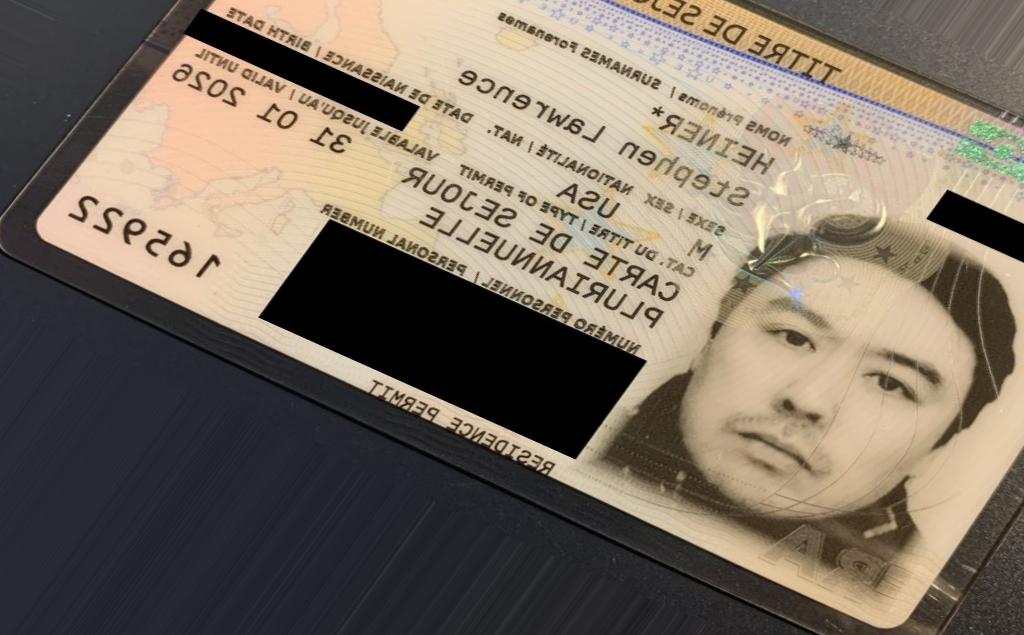 TITRE DE SÉJO
NOMS Prénoms / SURNAMES Forenames
HEINER*
Stephen Lawrence
SEXE / SEX NATIONALITÉ / NAT. DATE DE NAISSANCE / BIRTH DATE
M USA
CAT. DU TITRE / TYPE OF PERMIT VALABLE JUSQU'AU / VALID UNTIL
CARTE DE SEJOUR 31 01 2026
PLURIANNUELLE
NUMÉRO PERSONNEL / PERSONAL NUMBER
165922
RESIDENCE PERMIT